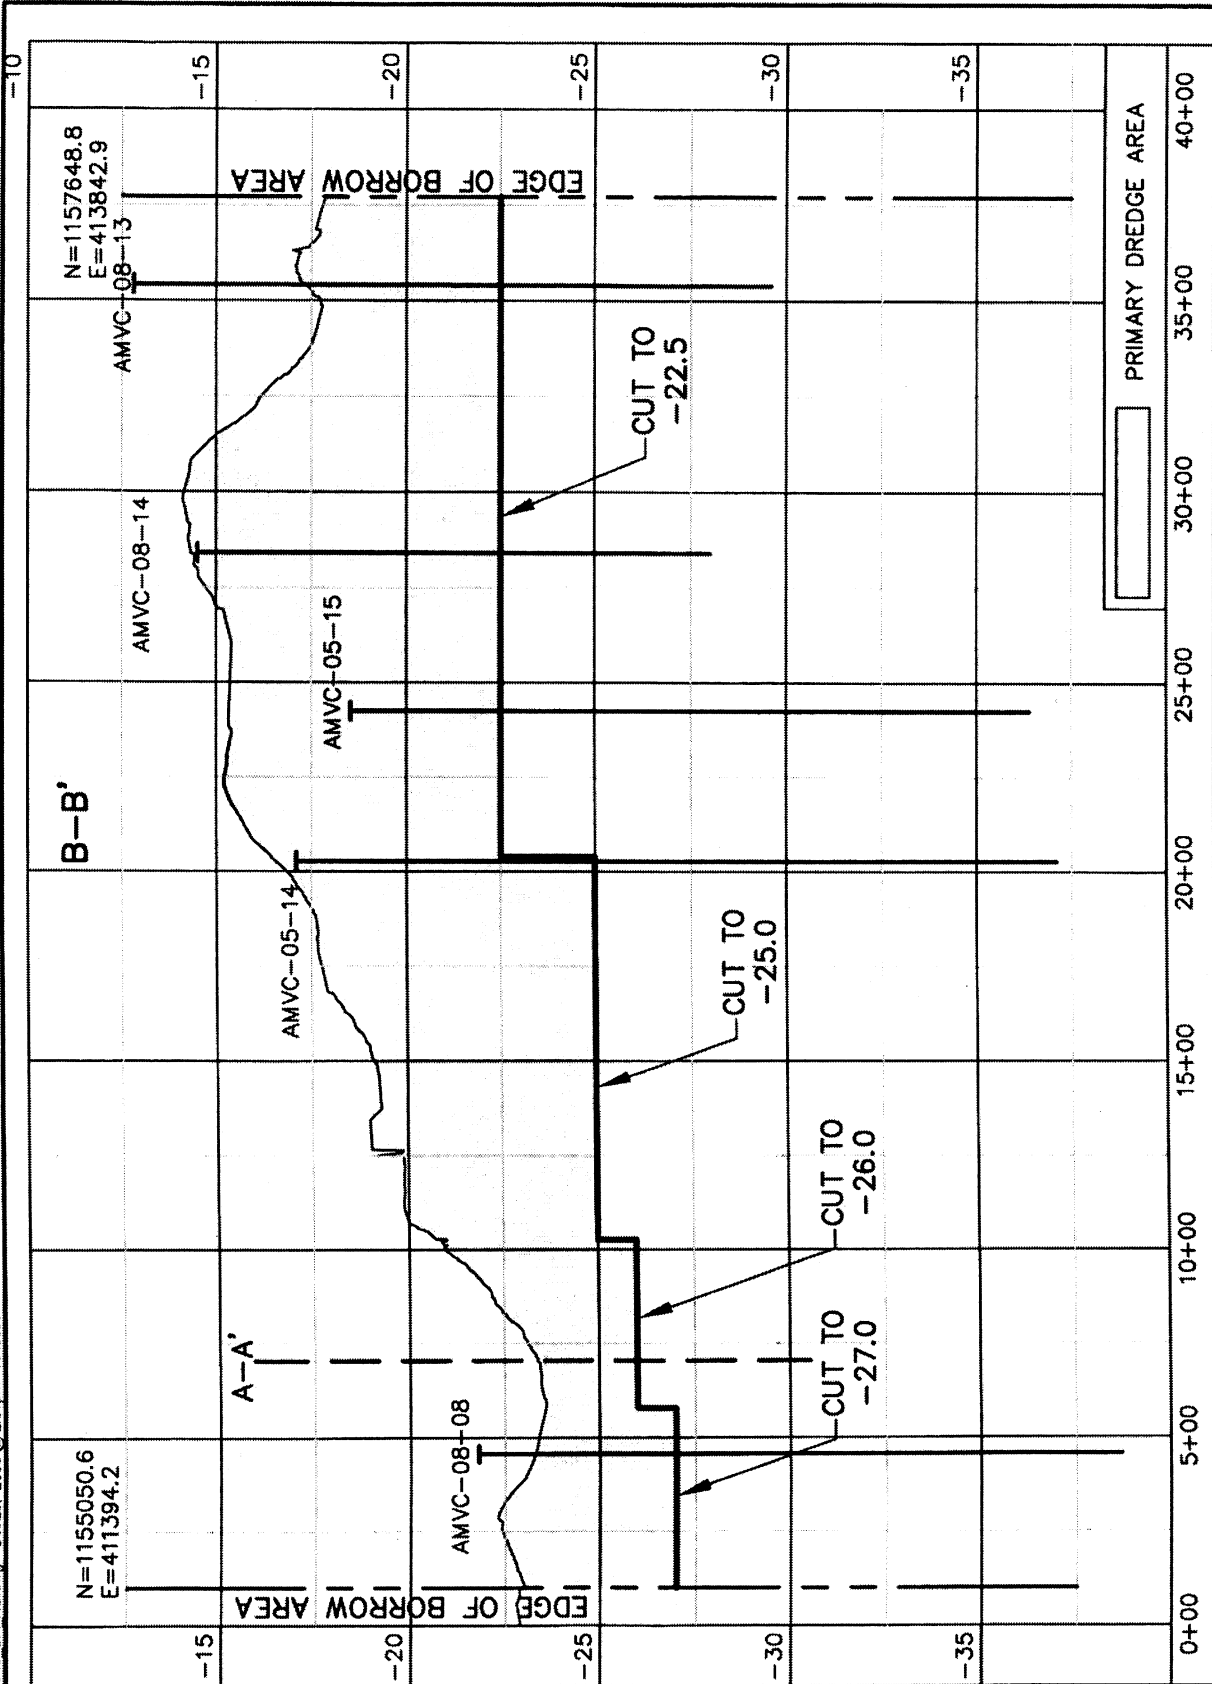 B-B'
N=1155050.6
E=411394.2
N=1157648.8
E=413842.9
A-A'
AMVC-08-08
AMVC-05-14
AMVC-05-15
AMVC-08-14
AMVC-08-13
EDGE OF BORROW AREA
EDGE OF BORROW AREA
CUT TO
-27.0
CUT TO
-26.0
CUT TO
-25.0
CUT TO
-22.5
-15
-20
-25
-30
-35
-10
-15
-20
-25
-30
-35
PRIMARY DREDGE AREA
0+00
5+00
10+00
15+00
20+00
25+00
30+00
35+00
40+00